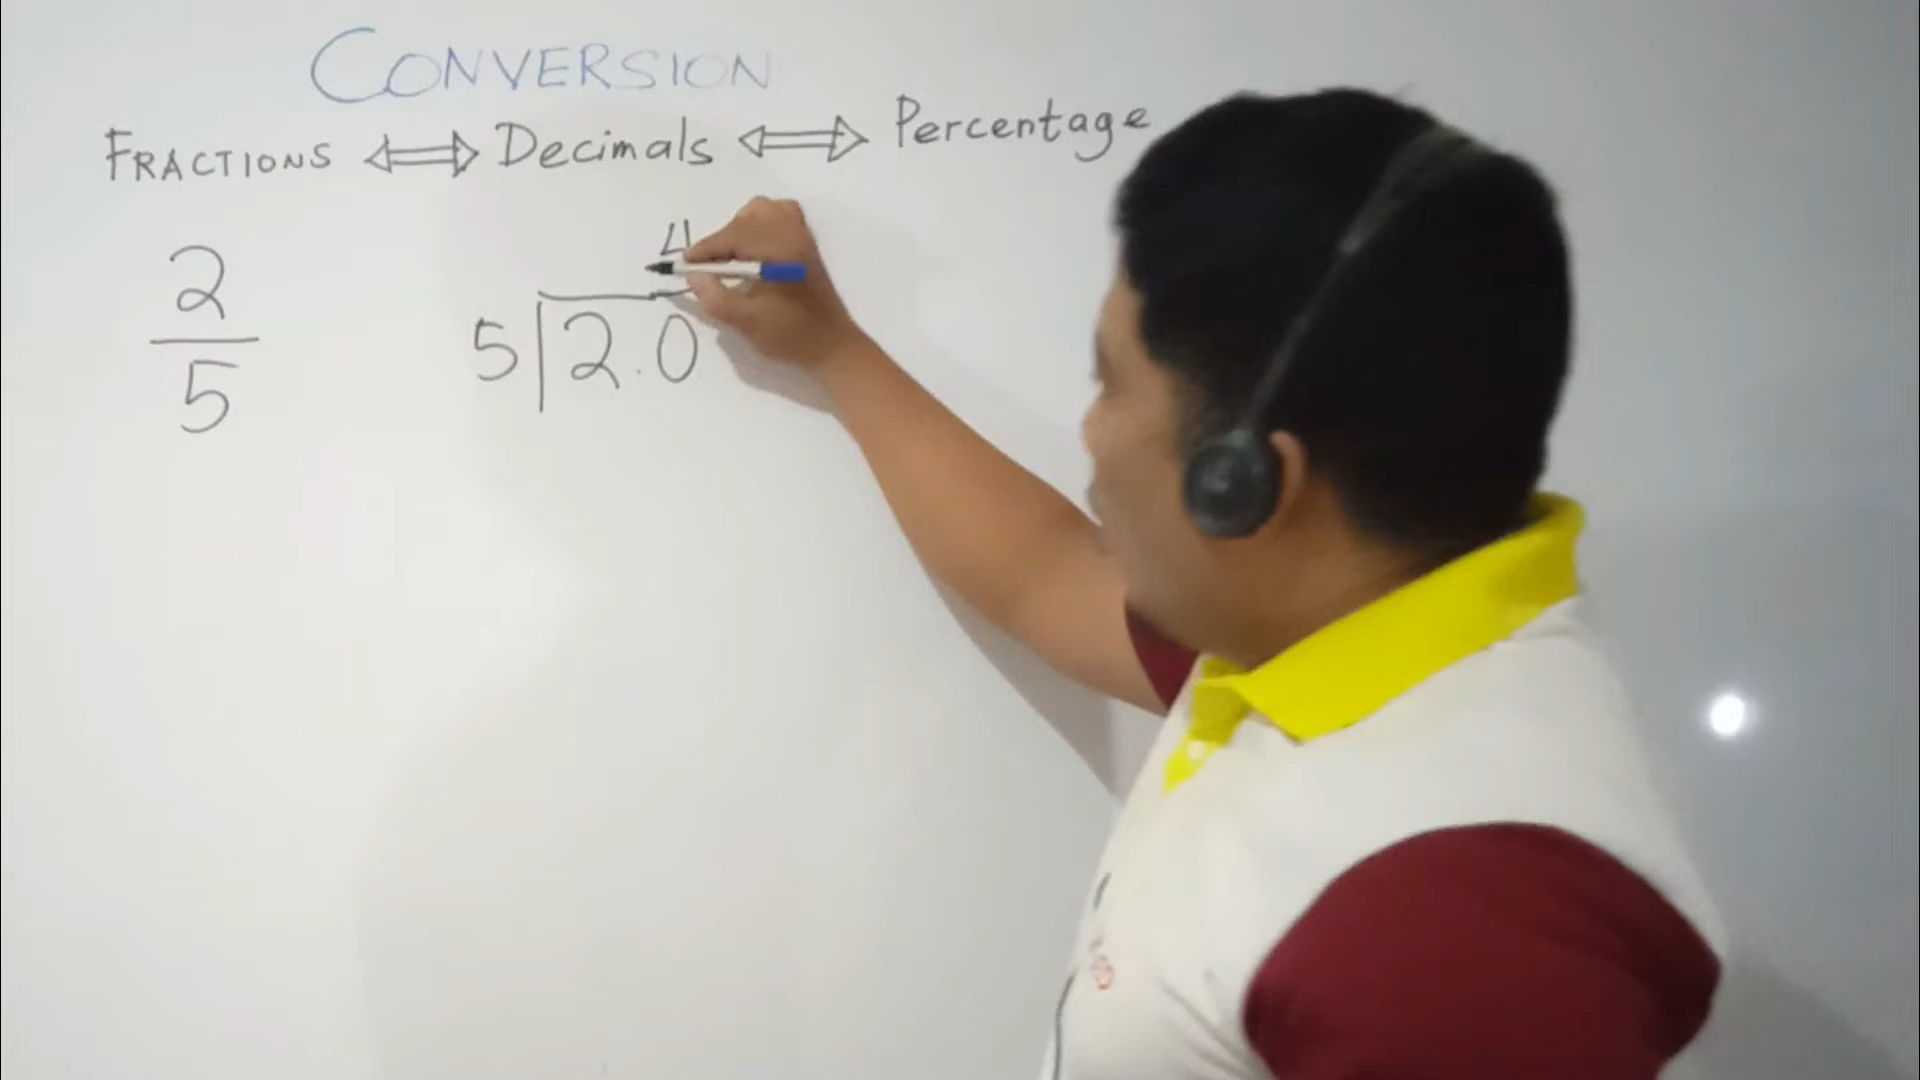 CONVERSION
FRACTIONS ⇔ Decimals ⇔ Percentage
4
2
5
5 2.0